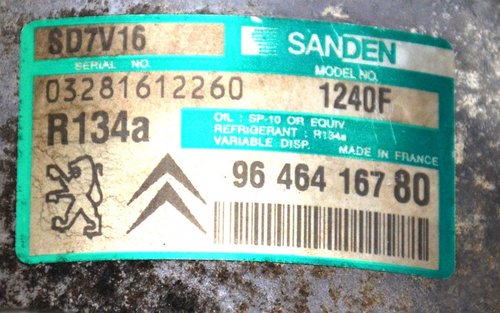 SD7V16
SANDEN
SERIAL NO.
MODEL NO.
03281612260
1240F
R134a
OIL : SP-10 OR EQUIV.
REFRIGERANT : R134a
VARIABLE DISP.
MADE IN FRANCE
96 464 167 80